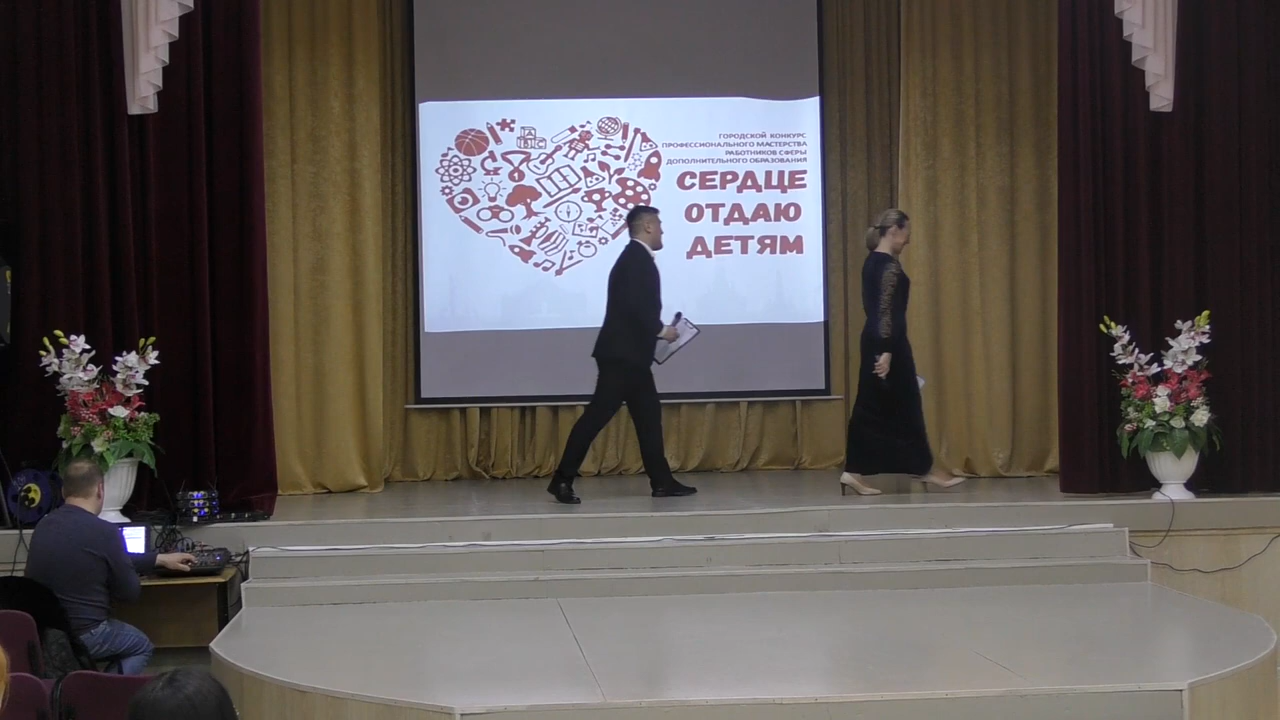 ГОРОДСКОЙ КОНКУРС
ПРОФЕССИОНАЛЬНОГО МАСТЕРСТВА
РАБОТНИКОВ СФЕРЫ
ДОПОЛНИТЕЛЬНОГО ОБРАЗОВАНИЯ
СЕРДЦЕ
ОТДАЮ
ДЕТЯМ